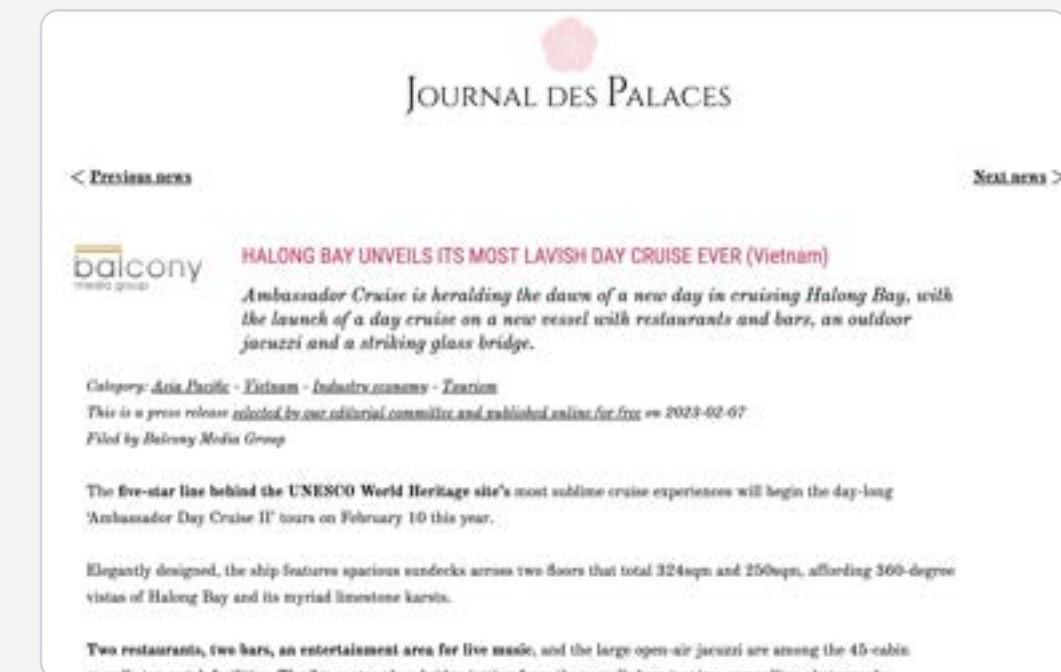 JOURNAL DES PALACES
< Previous news
Next news >
balcony
media group
HALONG BAY UNVEILS ITS MOST LAVISH DAY CRUISE EVER (Vietnam)
Ambassador Cruise is heralding the dawn of a new day in cruising Halong Bay, with
the launch of a day cruise on a new vessel with restaurants and bars, an outdoor
jacuzzi and a striking glass bridge.
Category: Asia Pacific - Vietnam - Industry economy - Tourism
This is a press release selected by our editorial committee and published online for free on 2023-02-07
Filed by Balcony Media Group
The five-star line behind the UNESCO World Heritage site's most sublime cruise experiences will begin the day-long
'Ambassador Day Cruise II' tours on February 10 this year.
Elegantly designed, the ship features spacious sundecks across two floors that total 324sqm and 250sqm, affording 360-degree
vistas of Halong Bay and its myriad limestone karsts.
Two restaurants, two bars, an entertainment area for live music, and the large open-air jacuzzi are among the 45-cabin